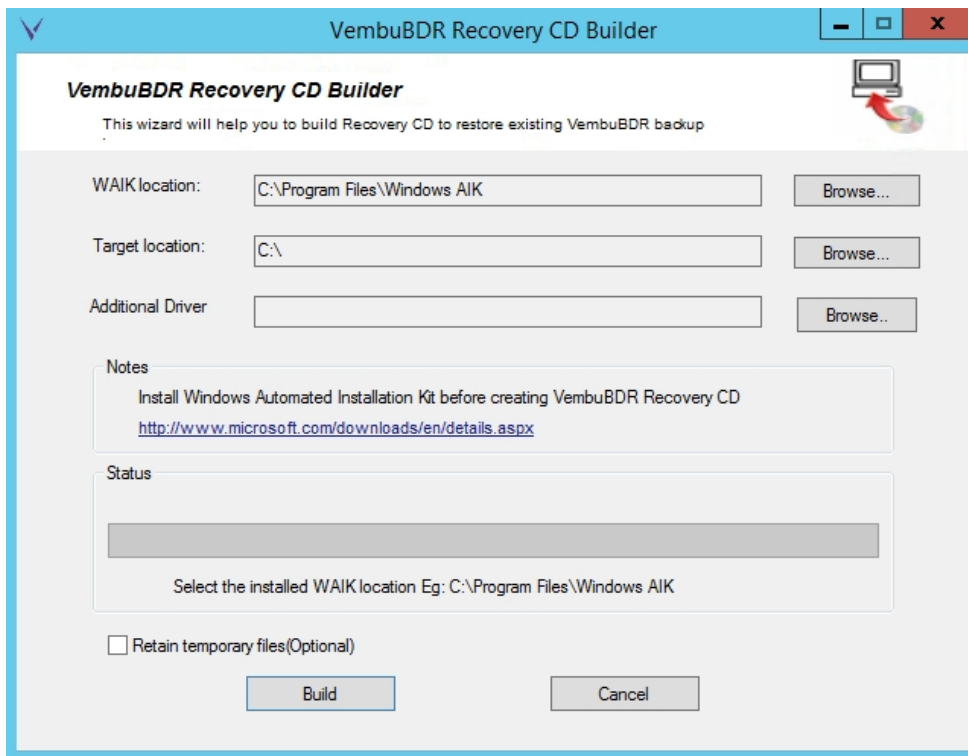 VembuBDR Recovery CD Builder
VembuBDR Recovery CD Builder
This wizard will help you to build Recovery CD to restore existing VembuBDR backup
.
WAIK location:
C:\Program Files\Windows AIK
Browse...
Target location:
C:\
Browse...
Additional Driver
Browse..
Notes
Install Windows Automated Installation Kit before creating VembuBDR Recovery CD
http://www.microsoft.com/downloads/en/details.aspx
Status
Select the installed WAIK location Eg: C:\Program Files\Windows AIK
Retain temporary files(Optional)
Build
Cancel